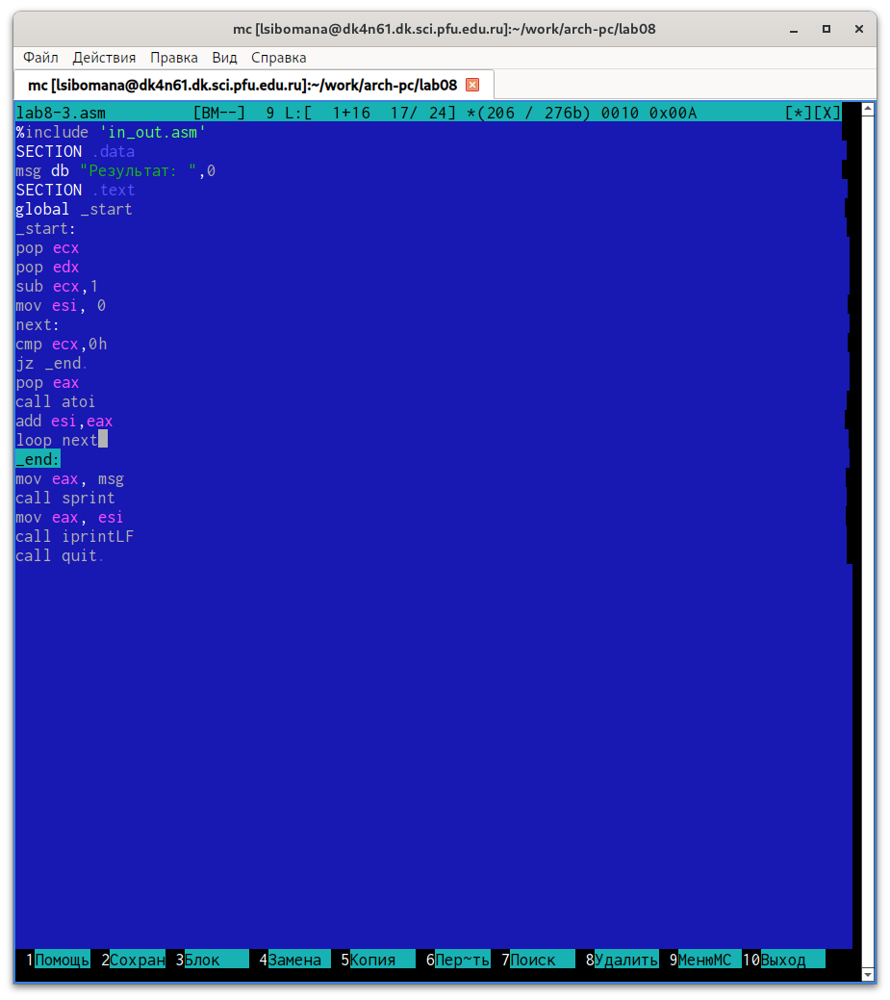 mc [lsibomana@dk4n61.dk.sci.pfu.edu.ru]:~/work/arch-pc/lab08
Файл Действия Правка Вид Справка
mc [lsibomana@dk4n61.dk.sci.pfu.edu.ru]:~/work/arch-pc/lab08
lab8-3.asm [BM--] 9 L:[ 1+16 17/ 24] *(206 / 276b) 0010 0x00A [*][X]
%include 'in_out.asm'
SECTION .data
msg db "Результат: ",0
SECTION .text
global _start
_start:
pop ecx
pop edx
sub ecx,1
mov esi, 0
next:
cmp ecx,0h
jz _end.
pop eax
call atoi
add esi,eax
loop next
_end:
mov eax, msg
call sprint
mov eax, esi
call iprintLF
call quit.
1Помощь 2Сохран 3Блок 4Замена 5Копия 6Пер~ть 7Поиск 8Удалить 9МенюMC 10Выход